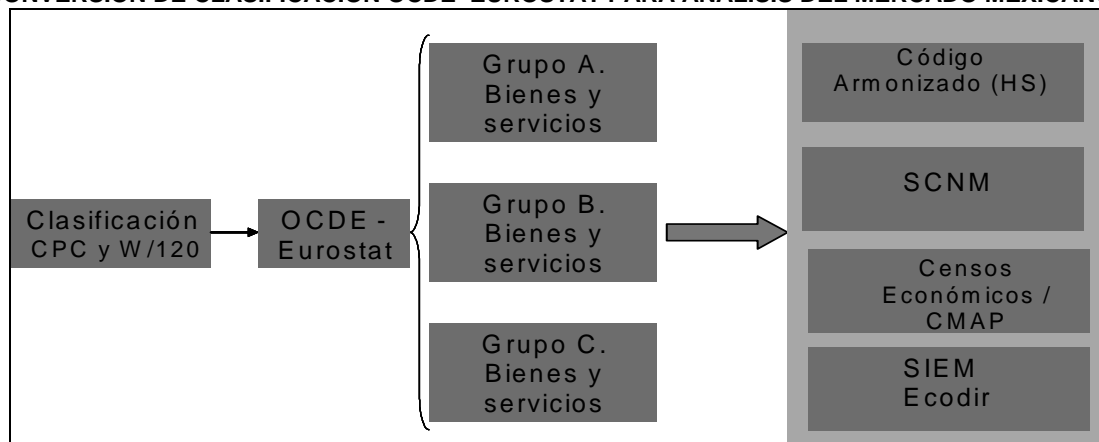 CONVERSIÓN DE CLASIFICACIÓN OCDE-EUROSTAT PARA ANÁLISIS DEL MERCADO MEXICANO
Clasificación
CPC y W/120
OCDE -
Eurostat
Grupo A.
Bienes y
servicios
Grupo B.
Bienes y
servicios
Grupo C.
Bienes y
servicios
Código
Armonizado (HS)
SCNM
Censos
Económicos /
CMAP
SIEM
Ecodir